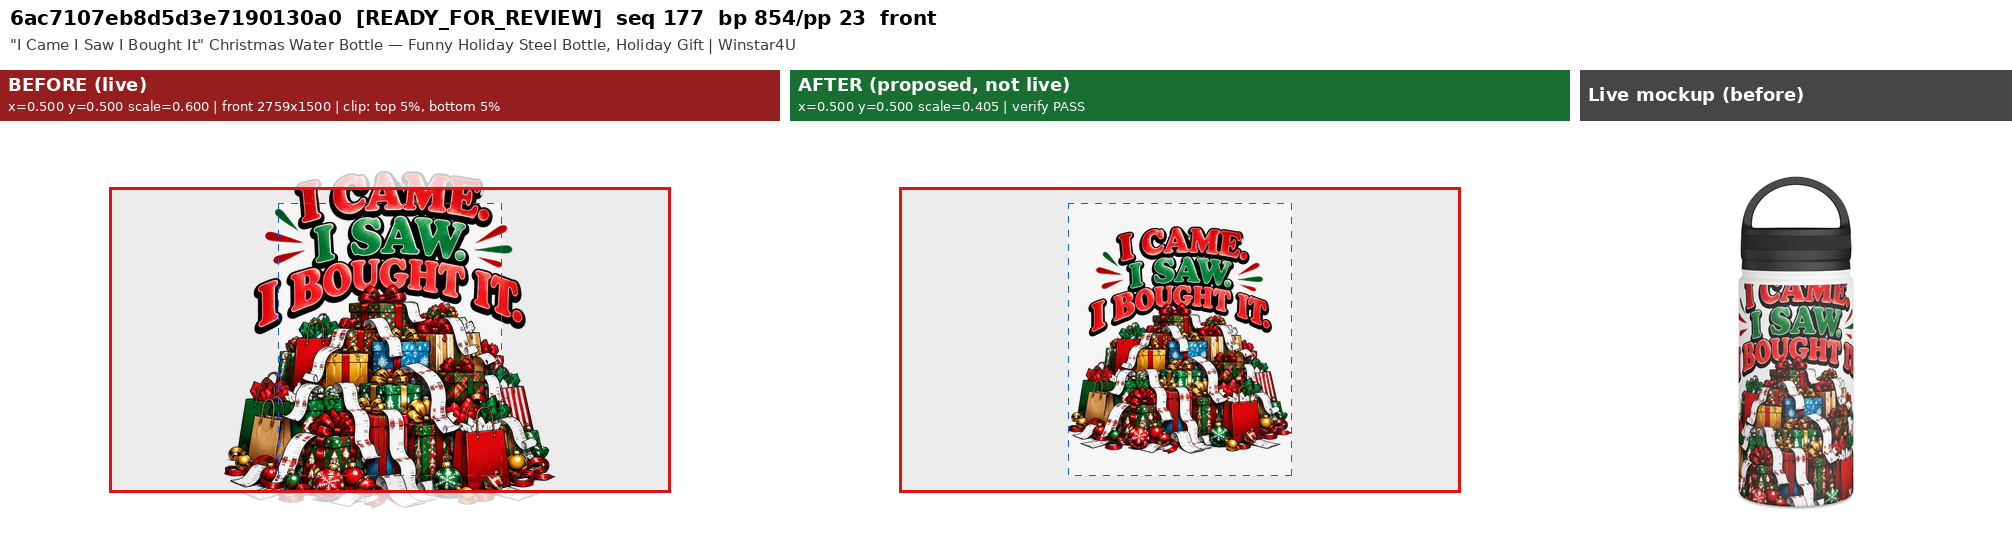 6ac7107eb8d5d3e7190130a0 [READY_FOR_REVIEW] seq 177 bp 854/pp 23 front
"I Came I Saw I Bought It" Christmas Water Bottle — Funny Holiday Steel Bottle, Holiday Gift | Winstar4U
BEFORE (live)
x=0.500 y=0.500 scale=0.600 | front 2759x1500 | clip: top 5%, bottom 5%
AFTER (proposed, not live)
x=0.500 y=0.500 scale=0.405 | verify PASS
Live mockup (before)
I CAME.
I SAW.
I BOUGHT IT.
I CAME.
I SAW.
I BOUGHT IT.
I CAME.
I SAW.
BOUGHT I